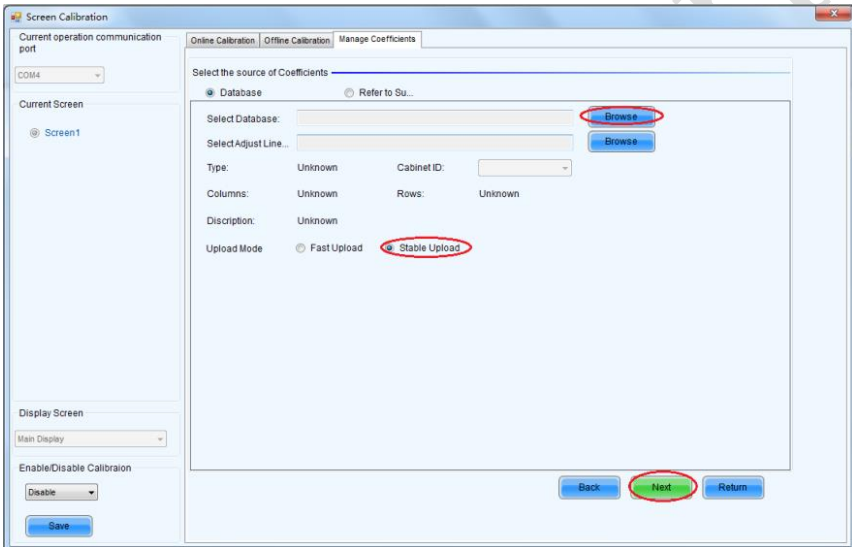 Screen Calibration
Current operation communication
port
COM4
Current Screen
Screen1
Display Screen
Main Display
Enable/Disable Calibraion
Disable
Save
Online Calibration Offline Calibration Manage Coefficients
Select the source of Coefficients
Database Refer to Su...
Select Database: Browse
Select Adjust Line... Browse
Type: Unknown Cabinet ID:
Columns: Unknown Rows: Unknown
Discription: Unknown
Upload Mode Fast Upload Stable Upload
Back Next Return